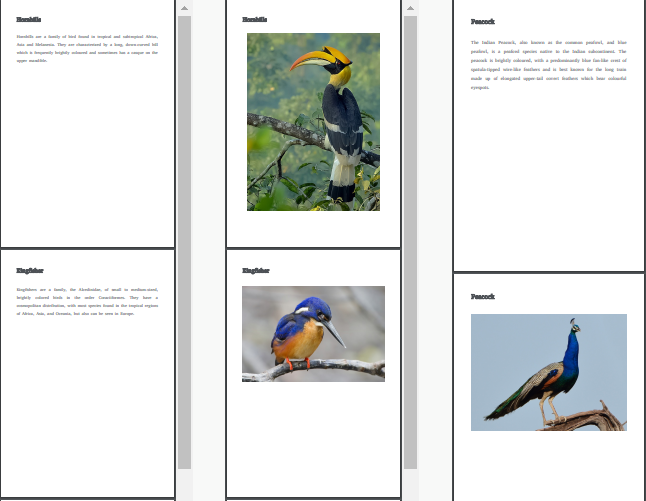 Hornbills
Hornbills are a family of bird found in tropical and subtropical Africa,
Asia and Melanesia. They are characterized by a long, down-curved bill
which is frequently brightly coloured and sometimes has a casque on the
upper mandible.
Kingfisher
Kingfishers are a family, the Alcedinidae, of small to medium-sized,
brightly colored birds in the order Coraciiformes. They have a
cosmopolitan distribution, with most species found in the tropical regions
of Africa, Asia, and Oceania, but also can be seen in Europe.
Hornbills
Kingfisher
Peacock
The Indian Peacock, also known as the common peafowl, and blue
peafowl, is a peafowl species native to the Indian subcontinent. The
peacock is brightly coloured, with a predominantly blue fan-like crest of
spatula-tipped wire-like feathers and is best known for the long train
made up of elongated upper-tail covert feathers which bear colourful
eyespots.
Peacock